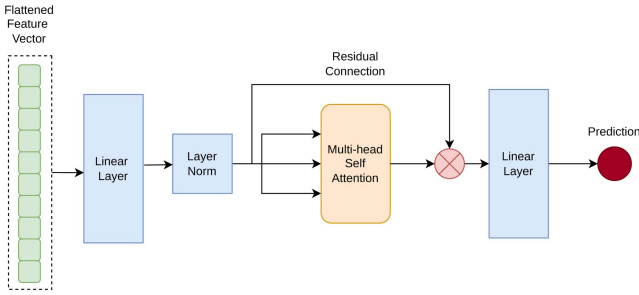 Flattened
Feature
Vector
Linear
Layer
Layer
Norm
Residual
Connection
Multi-head
Self
Attention
Linear
Layer
Prediction